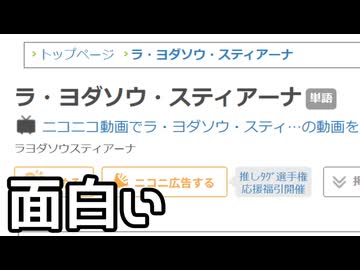 トップページ ラ・ヨダソウ・スティアーナ
ラ・ヨダソウ・スティアーナ 単語
ニコニコ動画でラ・ヨダソウ・スティ…の動画を
ラヨダソウスティアーナ
ニコニ広告する
推しタグ選手権
応援福引開催
面白い